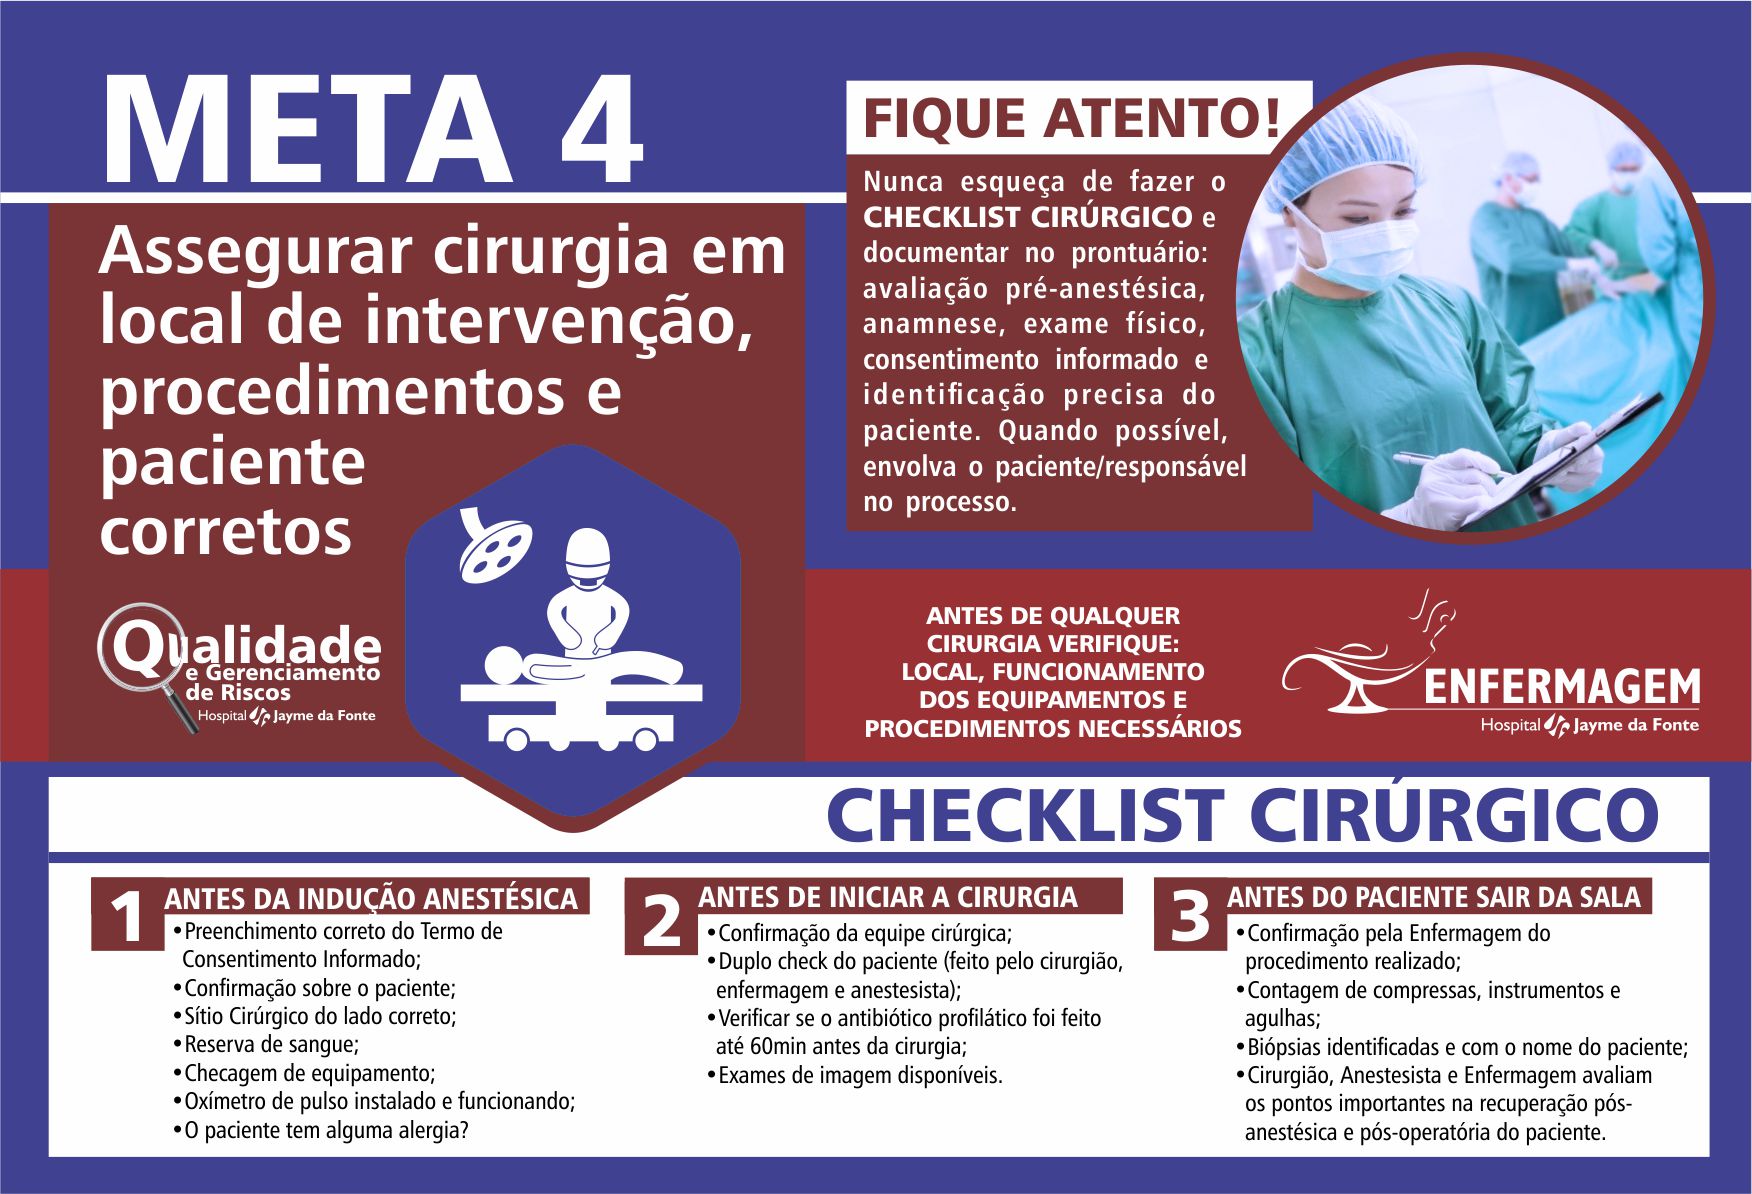 META 4
Assegurar cirurgia em
local de intervenção,
procedimentos e
paciente
corretos
Qualidade
e Gerenciamento
de Riscos
Hospital Jayme da Fonte
FIQUE ATENTO!
Nunca esqueça de fazer o
CHECKLIST CIRÚRGICO e
documentar no prontuário:
avaliação pré-anestésica,
anamnese, exame físico,
consentimento informado e
identificação precisa do
paciente. Quando possível,
envolva o paciente/responsável
no processo.
ANTES DE QUALQUER
CIRURGIA VERIFIQUE:
LOCAL, FUNCIONAMENTO
DOS EQUIPAMENTOS E
PROCEDIMENTOS NECESSÁRIOS
ENFERMAGEM
Hospital Jayme da Fonte
CHECKLIST CIRÚRGICO
1 ANTES DA INDUÇÃO ANESTÉSICA
•Preenchimento correto do Termo de
Consentimento Informado;
•Confirmação sobre o paciente;
•Sítio Cirúrgico do lado correto;
•Reserva de sangue;
•Checagem de equipamento;
•Oxímetro de pulso instalado e funcionando;
•O paciente tem alguma alergia?
2 ANTES DE INICIAR A CIRURGIA
•Confirmação da equipe cirúrgica;
•Duplo check do paciente (feito pelo cirurgião,
enfermagem e anestesista);
•Verificar se o antibiótico profilático foi feito
até 60min antes da cirurgia;
•Exames de imagem disponíveis.
3 ANTES DO PACIENTE SAIR DA SALA
•Confirmação pela Enfermagem do
procedimento realizado;
•Contagem de compressas, instrumentos e
agulhas;
•Biópsias identificadas e com o nome do paciente;
•Cirurgião, Anestesista e Enfermagem avaliam
os pontos importantes na recuperação pós-
anestésica e pós-operatória do paciente.